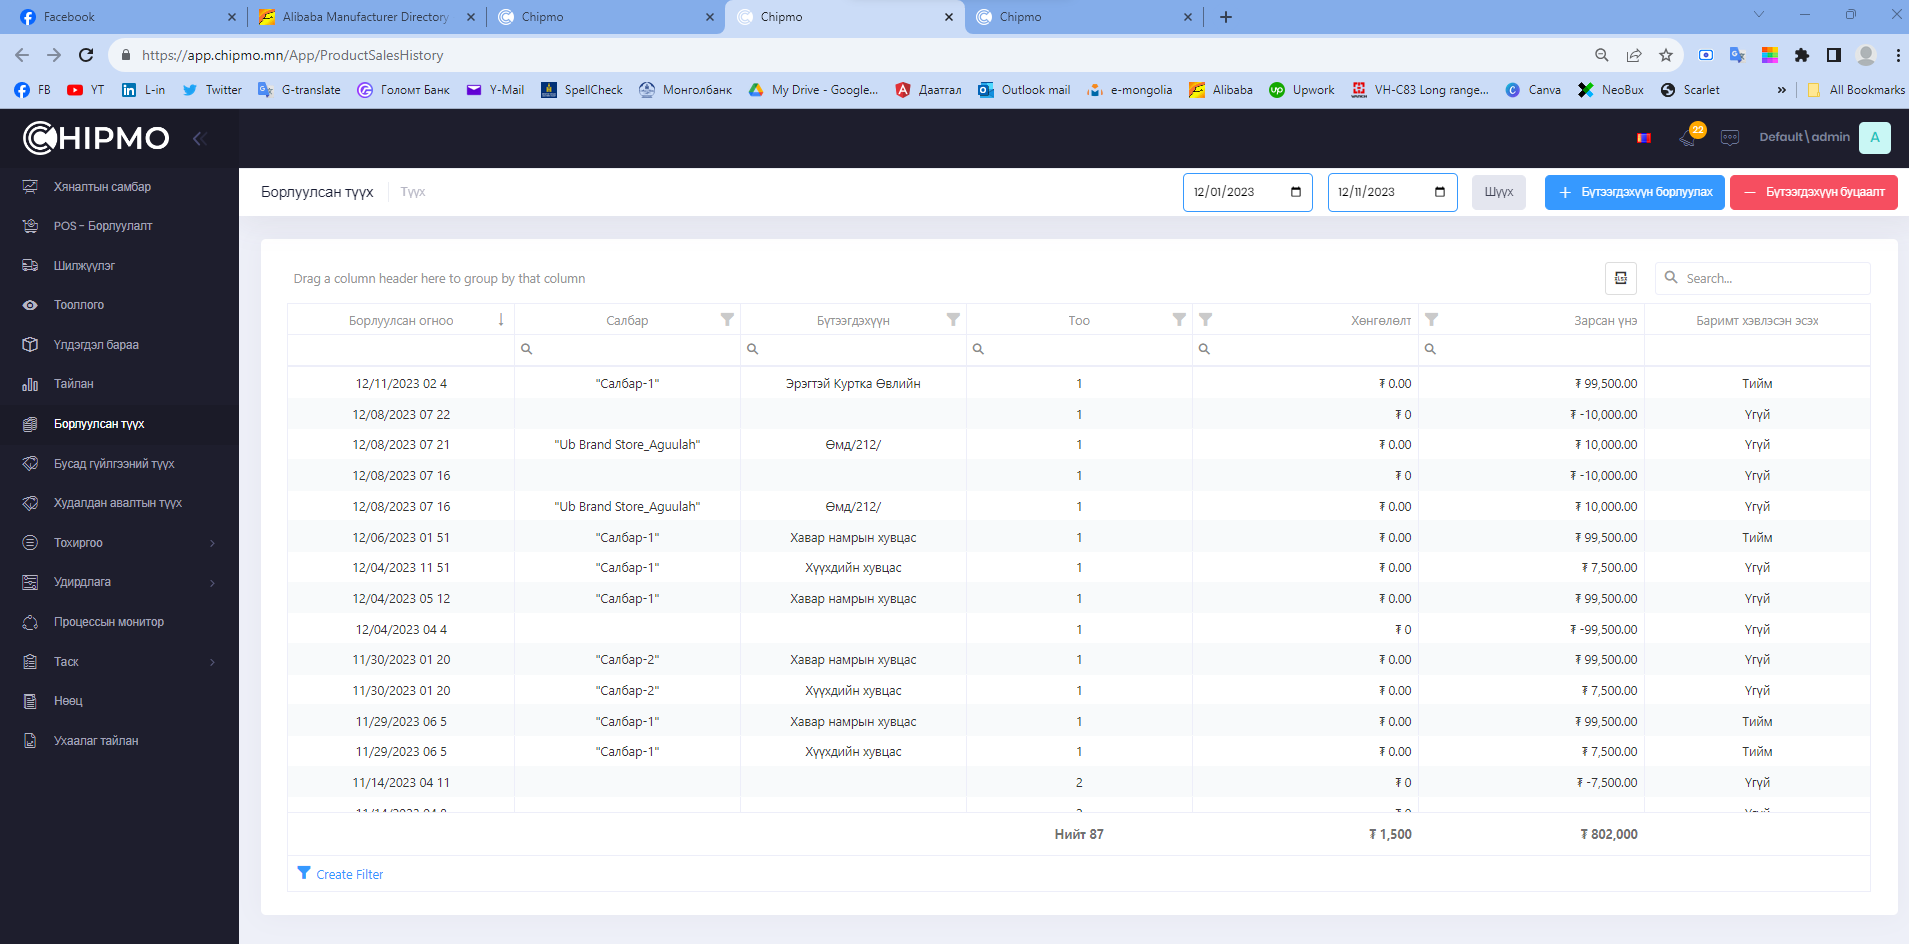 Facebook
Alibaba Manufacturer Directory
Chipmo
Chipmo
Chipmo
https://app.chipmo.mn/App/ProductSalesHistory
FB YT L-in Twitter G-translate Голомт Банк Y-Mail SpellCheck Монголбанк My Drive - Google... Даатгал Outlook mail e-mongolia Alibaba Upwork VH-C83 Long range... Canva NeoBux Scarlet » All Bookmarks
CHIPMO
22
Default\admin A
Хяналтын самбар
POS - Борлуулалт
Шилжүүлэг
Тооллого
Үлдэгдэл бараа
Тайлан
Борлуулсан түүх
Бусад гүйлгээний түүх
Худалдан авалтын түүх
Тохиргоо
Удирдлага
Процессын монитор
Таск
Нөөц
Ухаалаг тайлан
Борлуулсан түүх Түүх 12/01/2023 12/11/2023 Шүүх + Бүтээгдэхүүн борлуулах — Бүтээгдэхүүн буцаалт
Drag a column header here to group by that column
Search...
Борлуулсан огноо ↓ Салбар Бүтээгдэхүүн Тоо Хөнгөлөлт Зарсан үнэ Баримт хэвлэсэн эсэх
12/11/2023 02 4 "Салбар-1" Эрэгтэй Куртка Өвлийн 1 ₮ 0.00 ₮ 99,500.00 Тийм
12/08/2023 07 22 1 ₮ 0 ₮ -10,000.00 Үгүй
12/08/2023 07 21 "Ub Brand Store_Aguulah" Өмд/212/ 1 ₮ 0.00 ₮ 10,000.00 Үгүй
12/08/2023 07 16 1 ₮ 0 ₮ -10,000.00 Үгүй
12/08/2023 07 16 "Ub Brand Store_Aguulah" Өмд/212/ 1 ₮ 0.00 ₮ 10,000.00 Үгүй
12/06/2023 01 51 "Салбар-1" Хавар намрын хувцас 1 ₮ 0.00 ₮ 99,500.00 Тийм
12/04/2023 11 51 "Салбар-1" Хүүхдийн хувцас 1 ₮ 0.00 ₮ 7,500.00 Үгүй
12/04/2023 05 12 "Салбар-1" Хавар намрын хувцас 1 ₮ 0.00 ₮ 99,500.00 Үгүй
12/04/2023 04 4 1 ₮ 0 ₮ -99,500.00 Үгүй
11/30/2023 01 20 "Салбар-2" Хавар намрын хувцас 1 ₮ 0.00 ₮ 99,500.00 Үгүй
11/30/2023 01 20 "Салбар-2" Хүүхдийн хувцас 1 ₮ 0.00 ₮ 7,500.00 Үгүй
11/29/2023 06 5 "Салбар-1" Хавар намрын хувцас 1 ₮ 0.00 ₮ 99,500.00 Тийм
11/29/2023 06 5 "Салбар-1" Хүүхдийн хувцас 1 ₮ 0.00 ₮ 7,500.00 Тийм
11/14/2023 04 11 2 ₮ 0 ₮ -7,500.00 Үгүй
Нийт 87 ₮ 1,500 ₮ 802,000
Create Filter